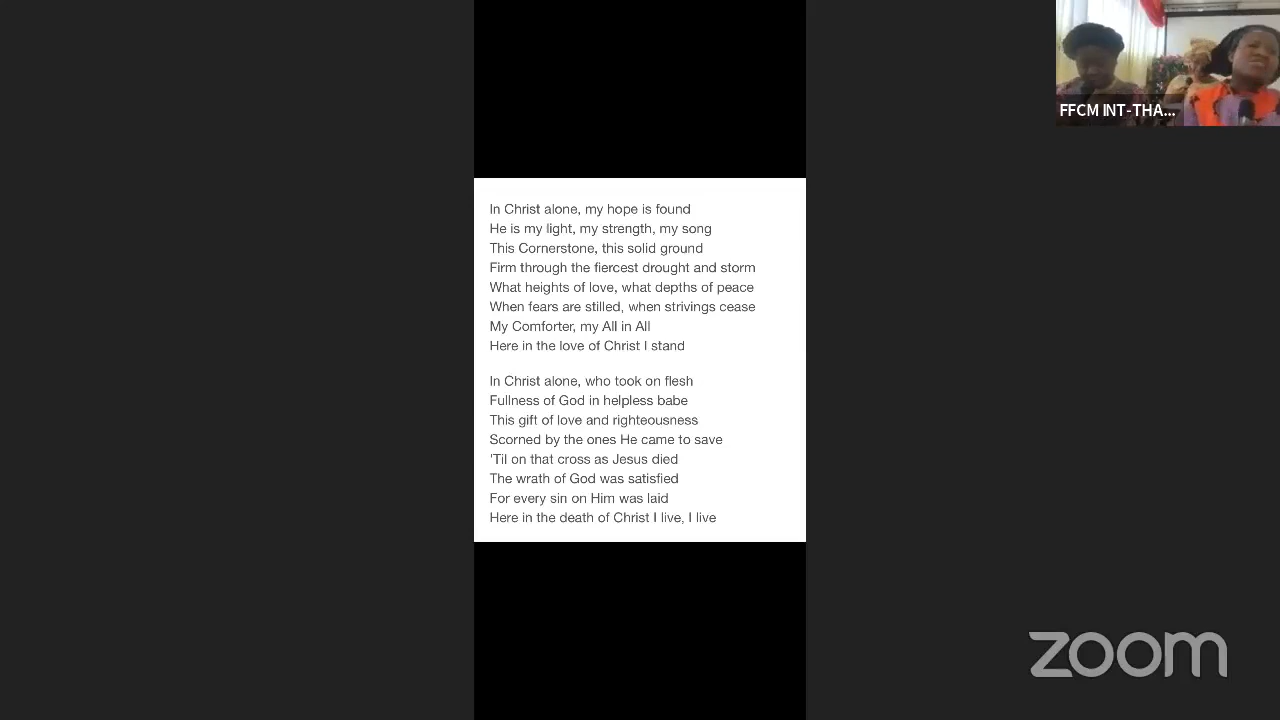 FFCM INT-THA...
In Christ alone, my hope is found
He is my light, my strength, my song
This Cornerstone, this solid ground
Firm through the fiercest drought and storm
What heights of love, what depths of peace
When fears are stilled, when strivings cease
My Comforter, my All in All
Here in the love of Christ I stand
In Christ alone, who took on flesh
Fullness of God in helpless babe
This gift of love and righteousness
Scorned by the ones He came to save
'Til on that cross as Jesus died
The wrath of God was satisfied
For every sin on Him was laid
Here in the death of Christ I live, I live
zoom